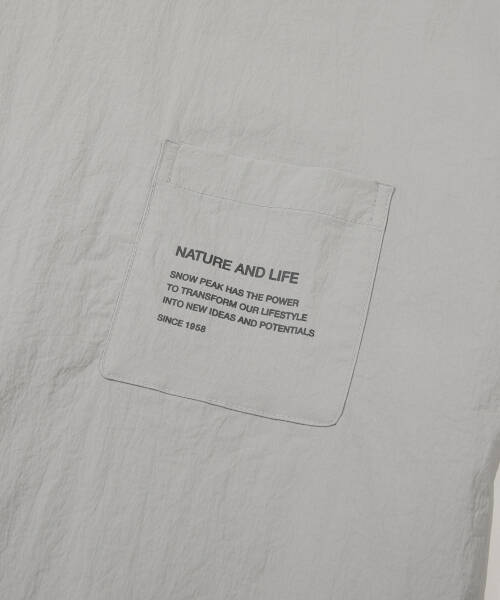 NATURE AND LIFE
SNOW PEAK HAS THE POWER
TO TRANSFORM OUR LIFESTYLE
INTO NEW IDEAS AND POTENTIALS
SINCE 1958